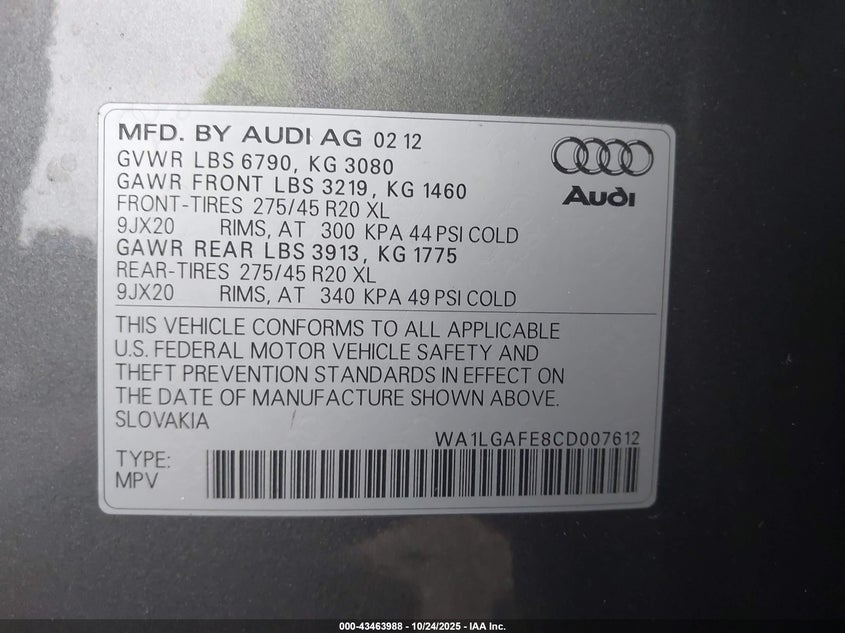 MFD. BY AUDI AG 02 12
GVWR LBS 6790, KG 3080
GAWR FRONT LBS 3219, KG 1460
FRONT-TIRES 275/45 R20 XL
9JX20 RIMS, AT 300 KPA 44 PSI COLD
GAWR REAR LBS 3913, KG 1775
REAR-TIRES 275/45 R20 XL
9JX20 RIMS, AT 340 KPA 49 PSI COLD
Audi
THIS VEHICLE CONFORMS TO ALL APPLICABLE
U.S. FEDERAL MOTOR VEHICLE SAFETY AND
THEFT PREVENTION STANDARDS IN EFFECT ON
THE DATE OF MANUFACTURE SHOWN ABOVE.
SLOVAKIA
WA1LGAFE8CD007612
TYPE:
MPV
000-43463988 - 10/24/2025 - IAA Inc.